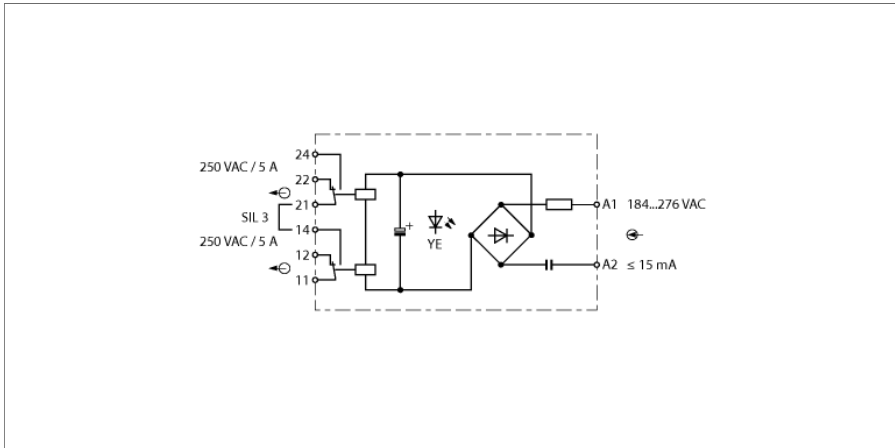 24
250 VAC / 5 A
22
21
SIL 3
14
250 VAC / 5 A
12
11
+
YE
A1 184...276 VAC
A2 ≤ 15 mA